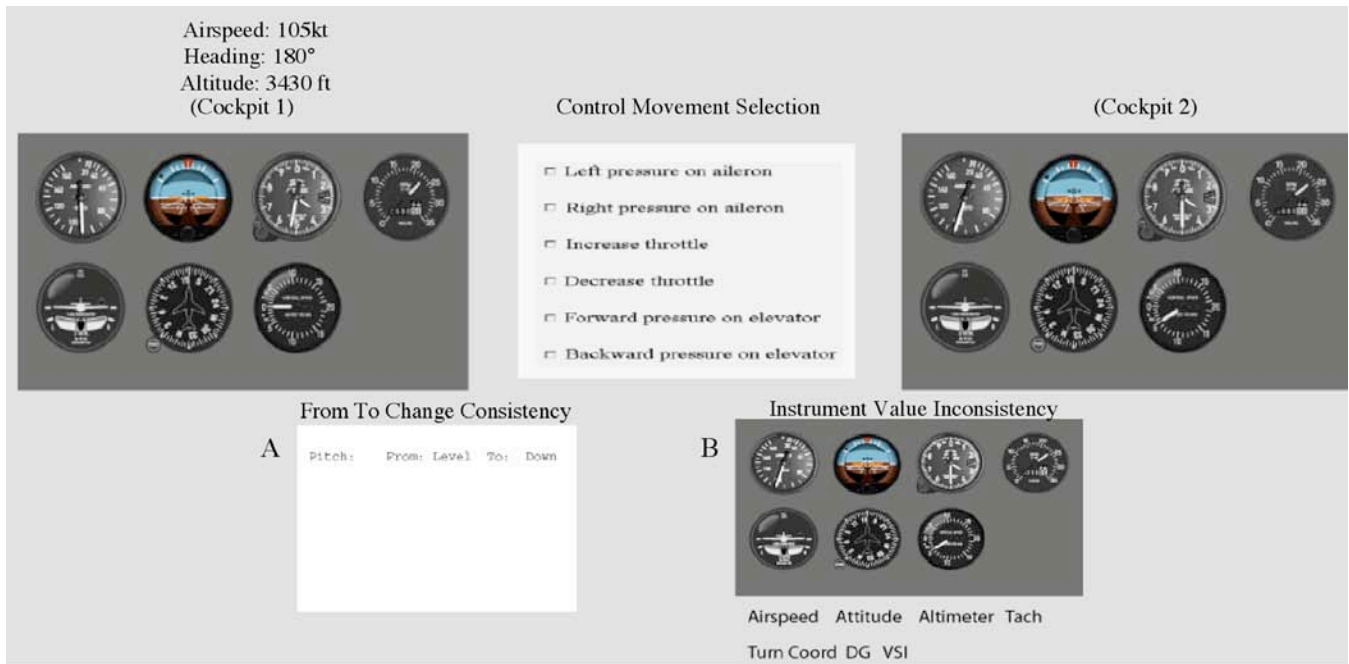 Airspeed: 105kt
Heading: 180°
Altitude: 3430 ft
(Cockpit 1)
Control Movement Selection
(Cockpit 2)
Left pressure on aileron
Right pressure on aileron
Increase throttle
Decrease throttle
Forward pressure on elevator
Backward pressure on elevator
From To Change Consistency
Instrument Value Inconsistency
A
B
Pitch: From: Level To: Down
Airspeed Attitude Altimeter Tach
Turn Coord DG VSI